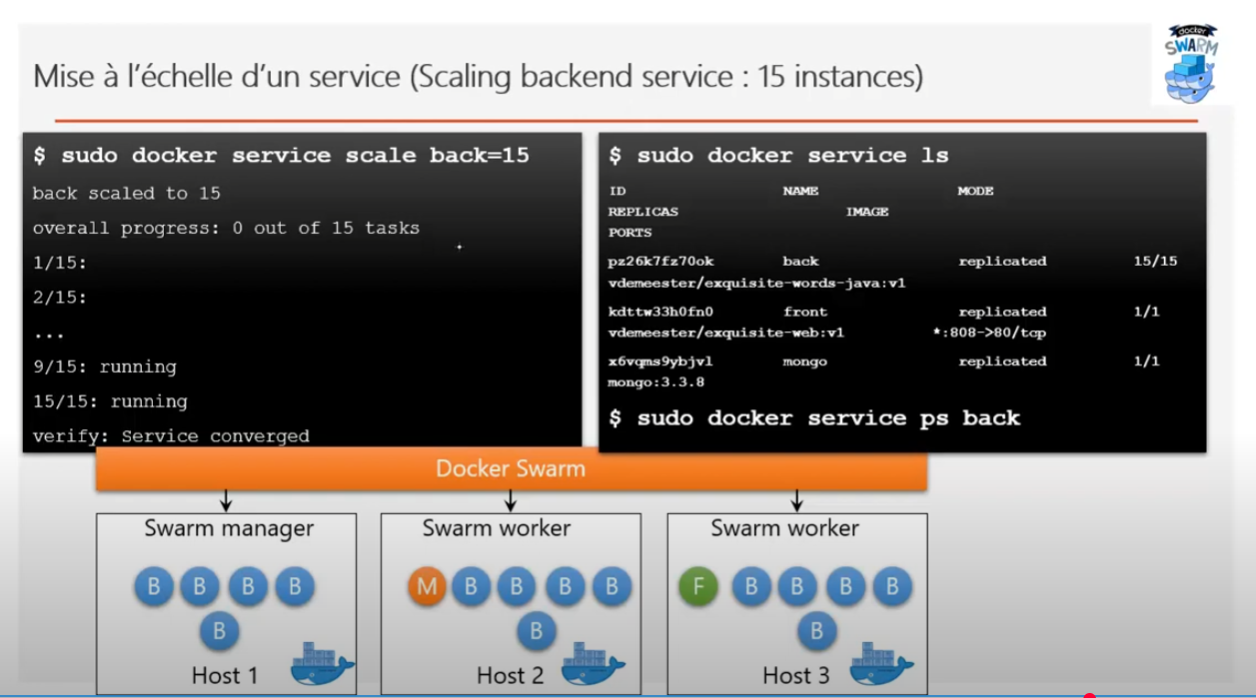 docker
SWARM
Mise à l'échelle d'un service (Scaling backend service : 15 instances)
$ sudo docker service scale back=15
back scaled to 15
overall progress: 0 out of 15 tasks
1/15:
2/15:
...
9/15: running
15/15: running
verify: Service converged
$ sudo docker service ls
ID NAME MODE
REPLICAS IMAGE
PORTS
pz26k7fz70ok back replicated 15/15
vdemeester/exquisite-words-java:v1
kdttw33h0fn0 front replicated 1/1
vdemeester/exquisite-web:v1 *:808->80/tcp
x6vqms9ybjvl mongo replicated 1/1
mongo:3.3.8
$ sudo docker service ps back
Docker Swarm
Swarm manager
B B B B
B
Host 1
Swarm worker
M B B B B
B
Host 2
Swarm worker
F B B B B
B
Host 3